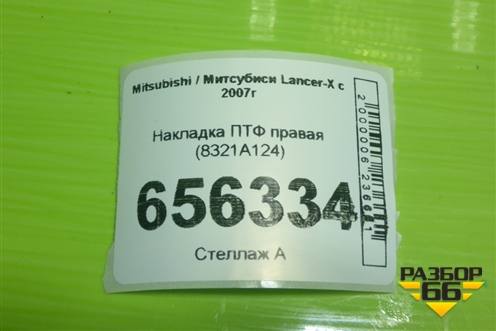 Mitsubishi / Митсубиси Lancer-X с
2007г
Накладка ПТФ правая
(8321A124)
656334
Стеллаж А
РАЗБОР
66